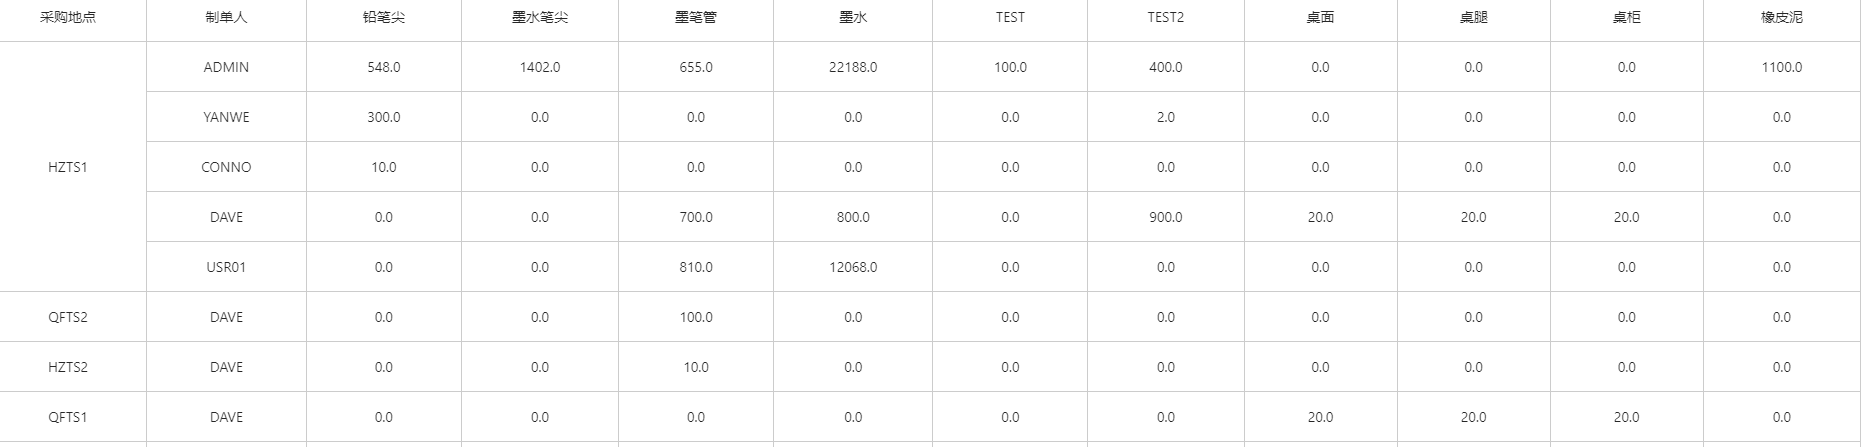 采购地点 制单人 铅笔尖 墨水笔尖 墨笔管 墨水 TEST TEST2 桌面 桌腿 桌柜 橡皮泥
ADMIN 548.0 1402.0 655.0 22188.0 100.0 400.0 0.0 0.0 0.0 1100.0
YANWE 300.0 0.0 0.0 0.0 0.0 2.0 0.0 0.0 0.0 0.0
HZTS1 CONNO 10.0 0.0 0.0 0.0 0.0 0.0 0.0 0.0 0.0 0.0
DAVE 0.0 0.0 700.0 800.0 0.0 900.0 20.0 20.0 20.0 0.0
USR01 0.0 0.0 810.0 12068.0 0.0 0.0 0.0 0.0 0.0 0.0
QFTS2 DAVE 0.0 0.0 100.0 0.0 0.0 0.0 0.0 0.0 0.0 0.0
HZTS2 DAVE 0.0 0.0 10.0 0.0 0.0 0.0 0.0 0.0 0.0 0.0
QFTS1 DAVE 0.0 0.0 0.0 0.0 0.0 0.0 20.0 20.0 20.0 0.0